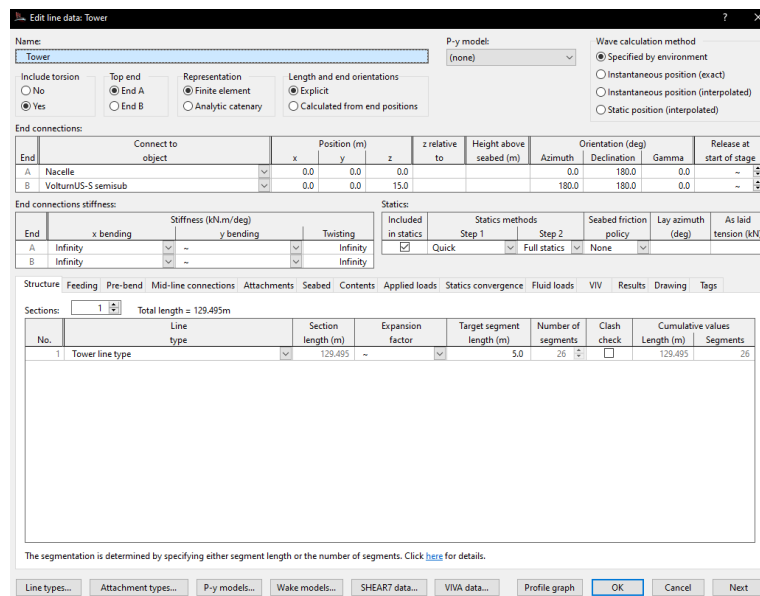 Edit line data: Tower
Name: P-y model: Wave calculation method
Tower (none) Specified by environment
Instantaneous position (exact)
Instantaneous position (interpolated)
Static position (interpolated)
Include torsion Top end Representation Length and end orientations
No End A Finite element Explicit
Yes End B Analytic catenary Calculated from end positions
End connections:
Connect to Position (m) z relative Height above Orientation (deg) Release at
End object x y z to seabed (m) Azimuth Declination Gamma start of stage
A Nacelle 0.0 0.0 0.0 0.0 180.0 0.0 ~
B VolturnUS-S semisub 0.0 0.0 15.0 180.0 180.0 0.0 ~
End connections stiffness: Statics:
Stiffness (kN.m/deg) Included Statics methods Seabed friction Lay azimuth As laid
End x bending y bending Twisting in statics Step 1 Step 2 policy (deg) tension (kN)
A Infinity ~ Infinity Quick Full statics None
B Infinity ~ Infinity
Structure Feeding Pre-bend Mid-line connections Attachments Seabed Contents Applied loads Statics convergence Fluid loads VIV Results Drawing Tags
Sections: 1 Total length = 129.495m
Line Section Expansion Target segment Number of Clash Cumulative values
No. type length (m) factor length (m) segments check Length (m) Segments
1 Tower line type 129.495 ~ 5.0 26 129.495 26
The segmentation is determined by specifying either segment length or the number of segments. Click here for details.
Line types... Attachment types... P-y models... Wake models... SHEAR7 data... VIVA data... Profile graph OK Cancel Next